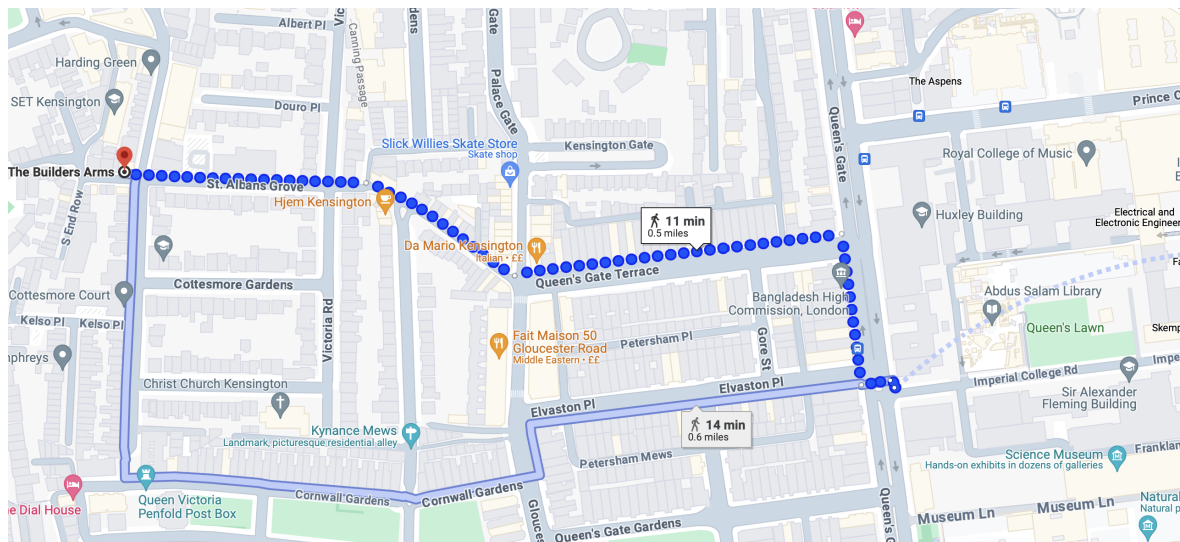 Albert Pl
Canning Passage
Palace Gate
Gate
The Aspens
Harding Green
SET Kensington
Douro Pl
Queen's Gate
Prince C
Slick Willies Skate Store
Skate shop
Kensington Gate
Royal College of Music
The Builders Arms
St. Albans Grove
Hjem Kensington
S End Row
11 min
0.5 miles
Huxley Building
Electrical and
Electronic Engineer
Da Mario Kensington
Italian • ££
Queen's Gate Terrace
Cottesmore Gardens
Cottesmore Court
Bangladesh High
Commission, London
Abdus Salam Library
Fa
Kelso Pl
Kelso Pl
Victoria Rd
Fait Maison 50
Gloucester Road
Middle Eastern • ££
Petersham Pl
Gore St
Queen's Lawn
Skemp
mphreys
Christ Church Kensington
Elvaston Pl
Elvaston Pl
Imperial College Rd
Impe
Sir Alexander
Fleming Building
14 min
0.6 miles
Kynance Mews
Landmark, picturesque residential alley
Petersham Mews
Franklan
Science Museum
Hands-on exhibits in dozens of galleries
e Dial House
Queen Victoria
Penfold Post Box
Cornwall Gardens
Cornwall Gardens
Glouces
Queen's Gate Gardens
Queen's G
Museum Ln
Museum Ln
Natural
Natural p